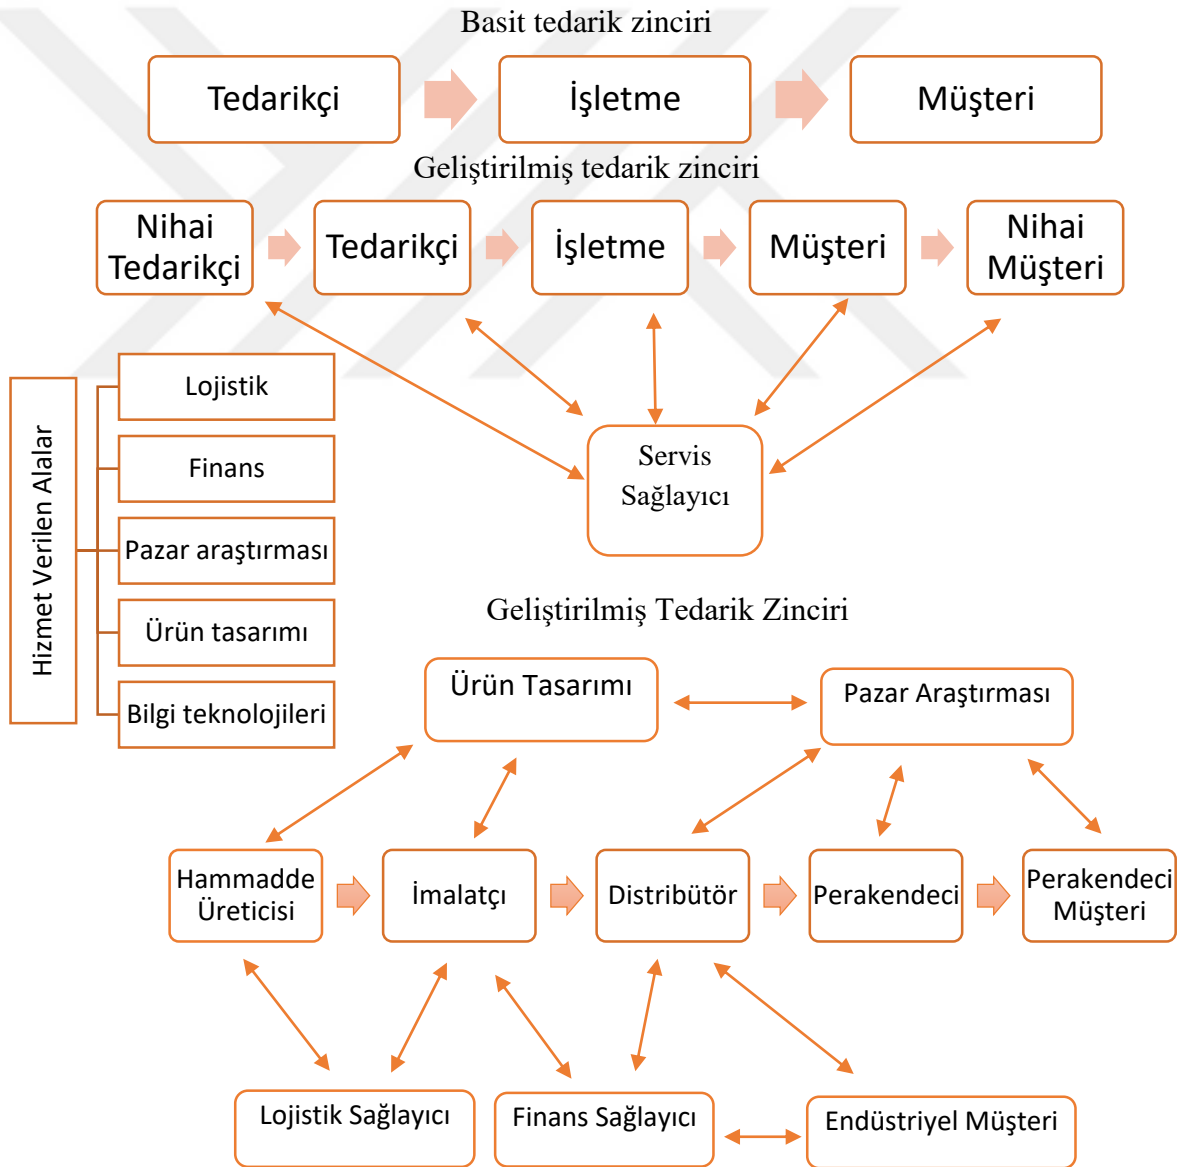 Basit tedarik zinciri
Tedarikçi
İşletme
Müşteri
Geliştirilmiş tedarik zinciri
Nihai
Tedarikçi
Tedarikçi
İşletme
Müşteri
Nihai
Müşteri
Hizmet Verilen Alalar
Lojistik
Finans
Pazar araştırması
Ürün tasarımı
Bilgi teknolojileri
Servis
Sağlayıcı
Geliştirilmiş Tedarik Zinciri
Ürün Tasarımı
Pazar Araştırması
Hammadde
Üreticisi
İmalatçı
Distribütör
Perakendeci
Perakendeci
Müşteri
Lojistik Sağlayıcı
Finans Sağlayıcı
Endüstriyel Müşteri